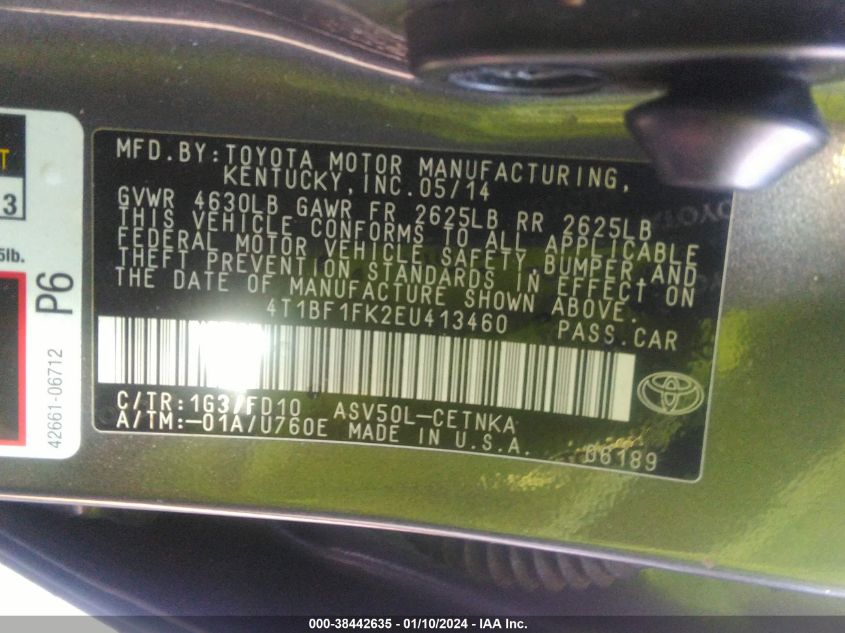 MFD.BY:TOYOTA MOTOR MANUFACTURING,
KENTUCKY,INC.05/14
GVWR 4630LB GAWR FR 2625LB RR 2625LB
THIS VEHICLE CONFORMS TO ALL APPLICABLE
FEDERAL MOTOR VEHICLE SAFETY,BUMPER AND
THEFT PREVENTION STANDARDS IN EFFECT ON
THE DATE OF MANUFACTURE SHOWN ABOVE.
4T1BF1FK2EU413460 PASS.CAR
C/TR:1G3/FD10 ASV50L-CETNKA
A/TM:-01A/U760E MADE IN U.S.A.
06189
T
3
5lb.
P6
42661-06712
000-38442635 - 01/10/2024 - IAA Inc.